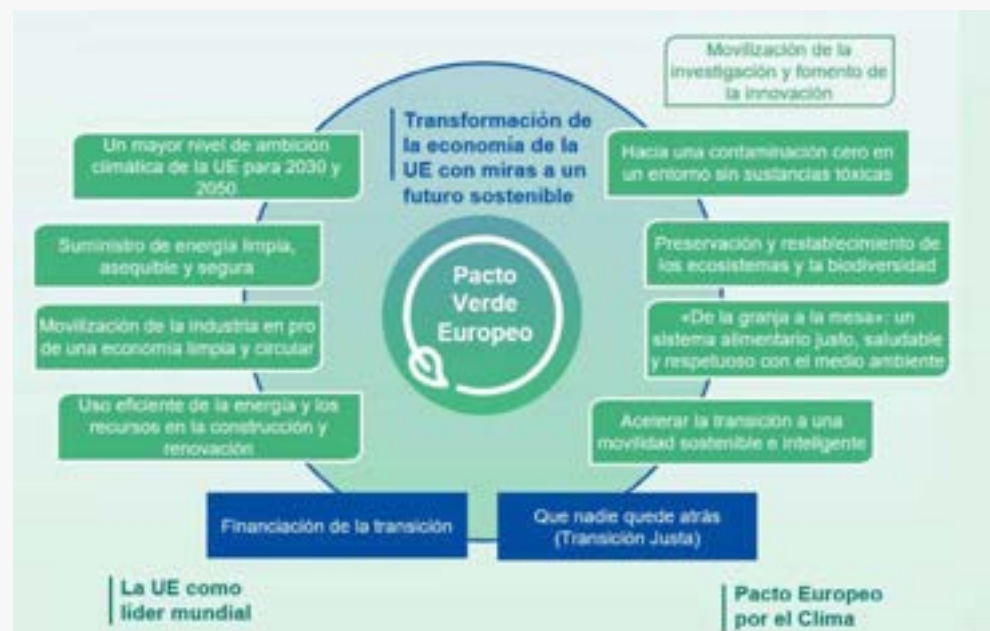 Movilización de la
investigación y fomento de
la innovación
Transformación de
la economía de la
UE con miras a un
futuro sostenible
Un mayor nivel de ambición
climática de la UE para 2030 y
2050
Suministro de energía limpia,
asequible y segura
Movilización de la industria en pro
de una economía limpia y circular
Uso eficiente de la energía y los
recursos en la construcción y
renovación
Pacto
Verde
Europeo
Hacia una contaminación cero en
un entorno sin sustancias tóxicas
Preservación y restablecimiento de
los ecosistemas y la biodiversidad
«De la granja a la mesa»: un
sistema alimentario justo, saludable
y respetuoso con el medio ambiente
Acelerar la transición a una
movilidad sostenible e inteligente
Financiación de la transición
Que nadie quede atrás
(Transición Justa)
La UE como
líder mundial
Pacto Europeo
por el Clima